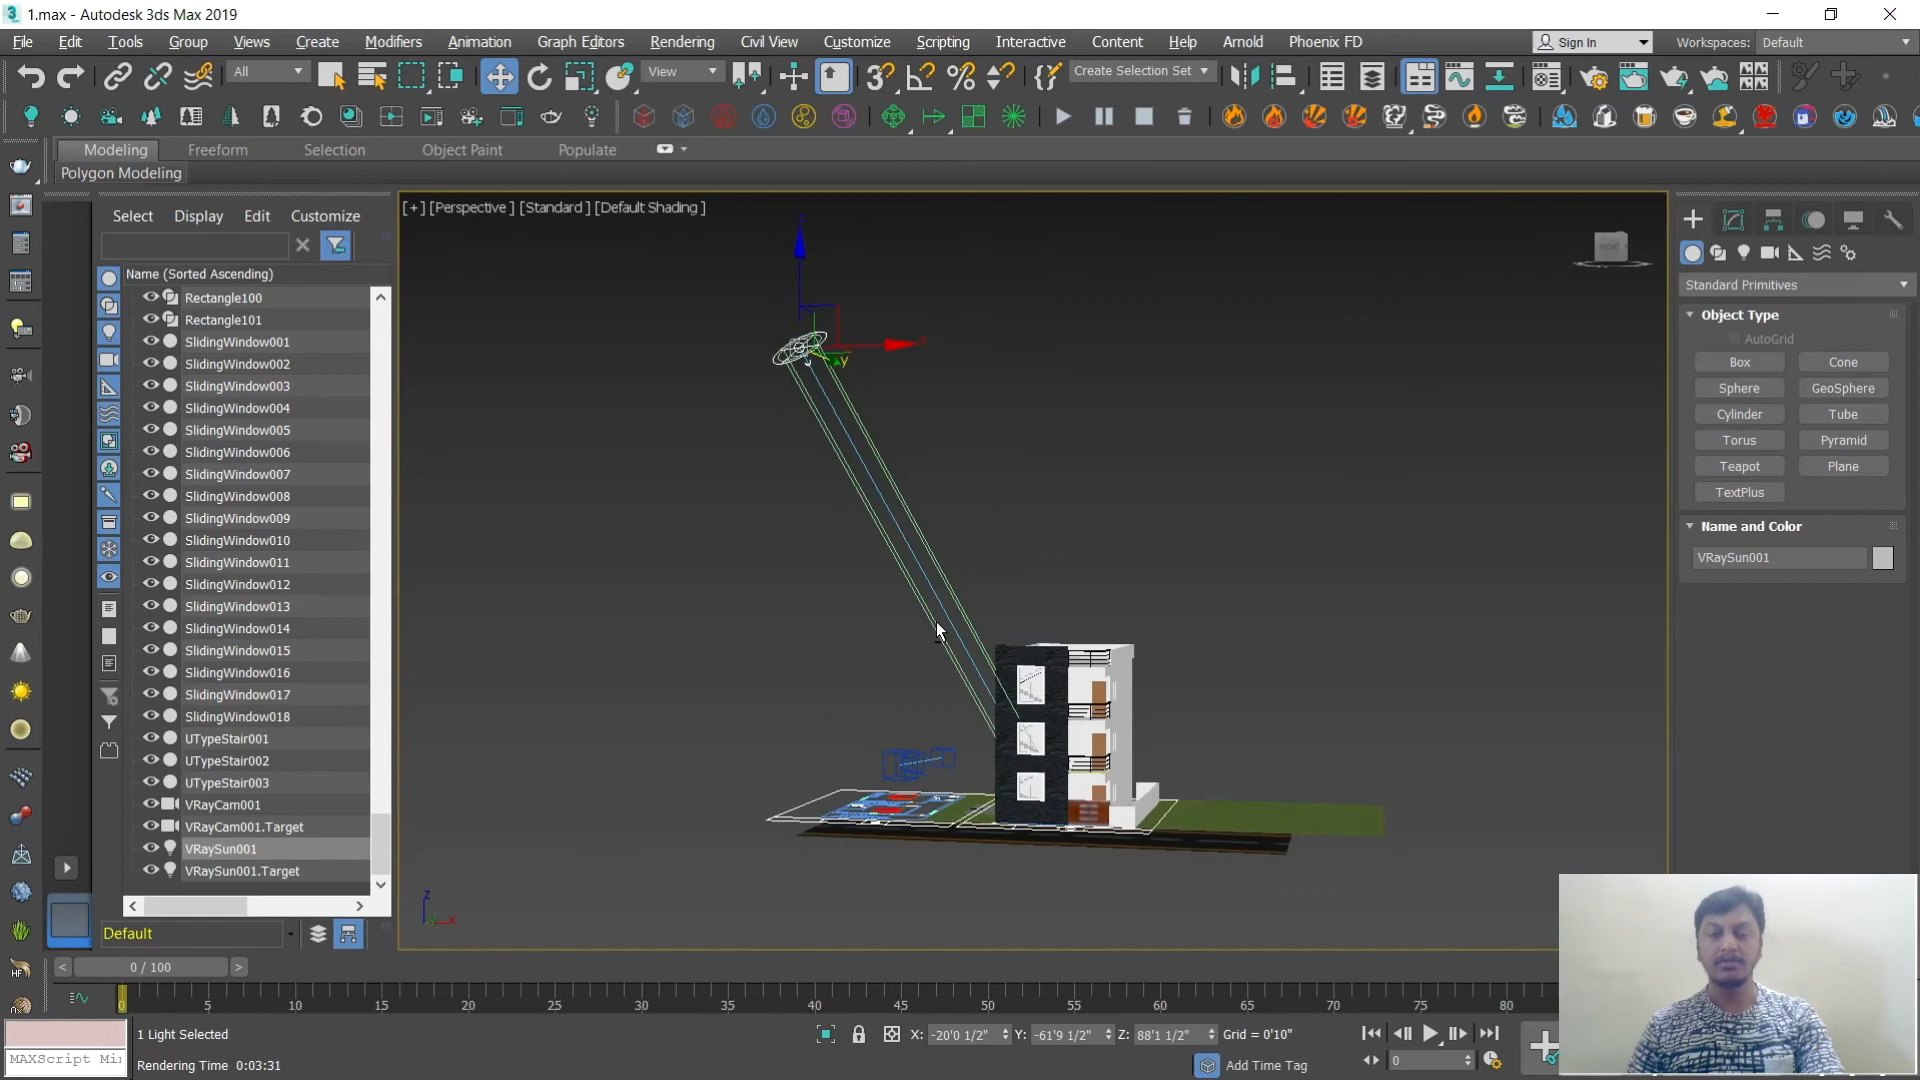 1.max - Autodesk 3ds Max 2019
File Edit Tools Group Views Create Modifiers Animation Graph Editors Rendering Civil View Customize Scripting Interactive Content Help Arnold Phoenix FD Sign In Workspaces: Default
All View Create Selection Set
Modeling Freeform Selection Object Paint Populate
Polygon Modeling
Select Display Edit Customize
[+] [Perspective ] [Standard ] [Default Shading ]
Name (Sorted Ascending)
Rectangle100
Rectangle101
SlidingWindow001
SlidingWindow002
SlidingWindow003
SlidingWindow004
SlidingWindow005
SlidingWindow006
SlidingWindow007
SlidingWindow008
SlidingWindow009
SlidingWindow010
SlidingWindow011
SlidingWindow012
SlidingWindow013
SlidingWindow014
SlidingWindow015
SlidingWindow016
SlidingWindow017
SlidingWindow018
UTypeStair001
UTypeStair002
UTypeStair003
VRayCam001
VRayCam001.Target
VRaySun001
VRaySun001.Target
Default
FRONT
y
z
Standard Primitives
Object Type
AutoGrid
Box Cone
Sphere GeoSphere
Cylinder Tube
Torus Pyramid
Teapot Plane
TextPlus
Name and Color
VRaySun001
0 / 100
5 10 15 20 25 30 35 40 45 50 55 60 65 70 75 80
1 Light Selected
X: -20'0 1/2" Y: -61'9 1/2" Z: 88'1 1/2" Grid = 0'10"
MAXScript Mi
Rendering Time 0:03:31
Add Time Tag
0